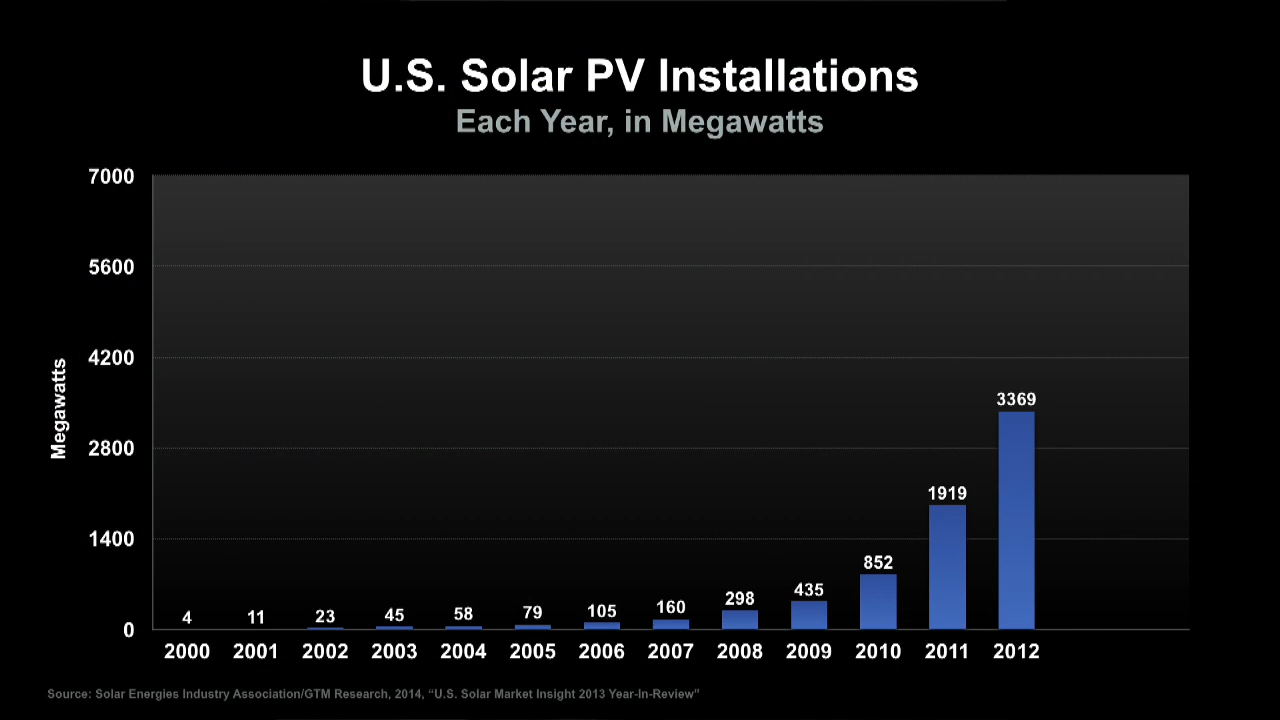 U.S. Solar PV Installations
Each Year, in Megawatts
7000
5600
4200
2800
1400
0
Megawatts
4 11 23 45 58 79 105 160 298 435 852 1919 3369
2000 2001 2002 2003 2004 2005 2006 2007 2008 2009 2010 2011 2012
Source: Solar Energies Industry Association/GTM Research, 2014, “U.S. Solar Market Insight 2013 Year-In-Review”